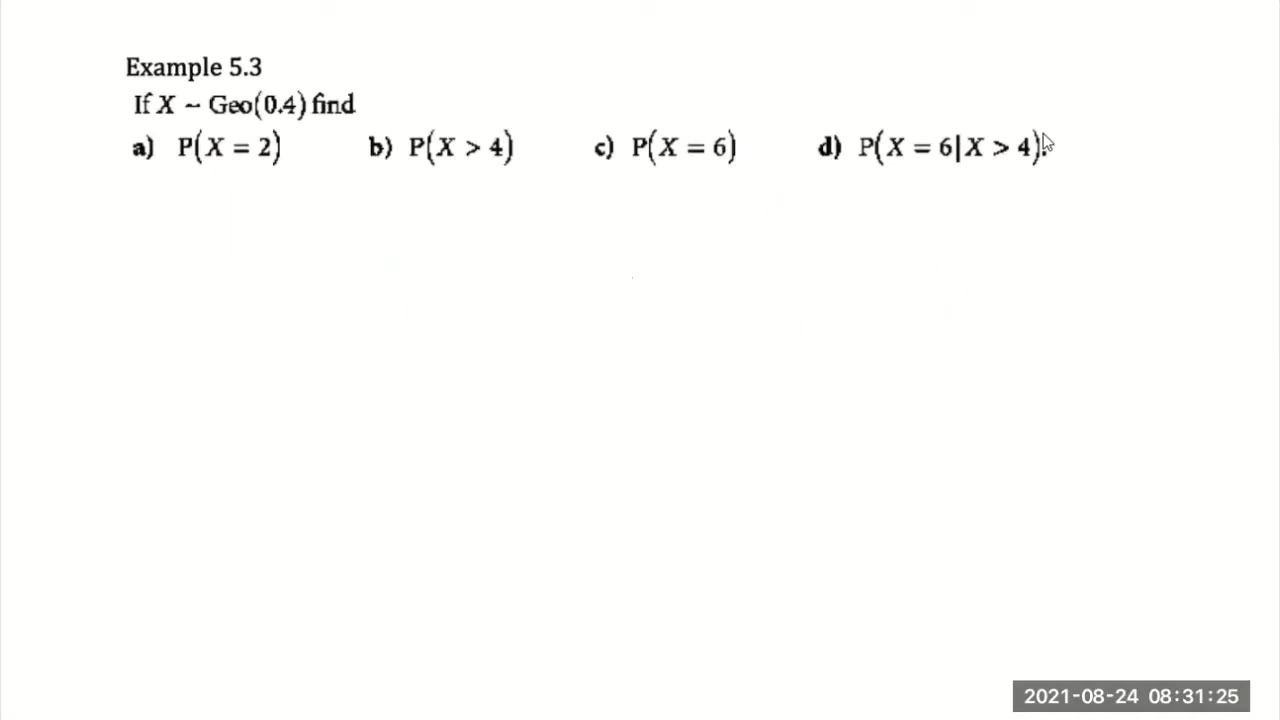 Example 5.3
If X ~ Geo(0.4) find
a) P(X = 2) b) P(X > 4) c) P(X = 6) d) P(X = 6|X > 4).
2021-08-24 08:31:25